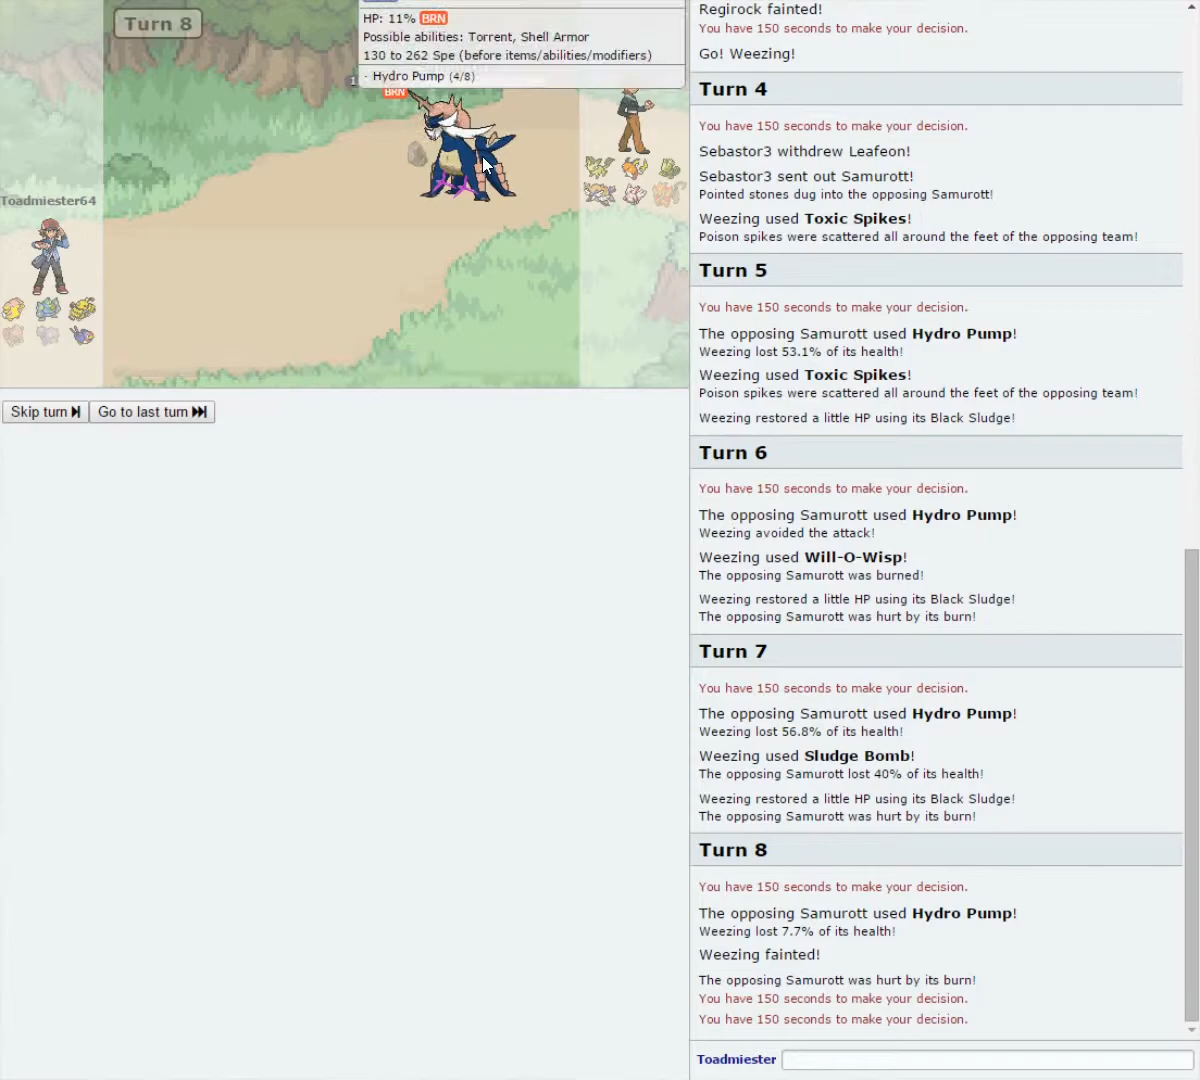 Turn 8
HP: 11% BRN
Possible abilities: Torrent, Shell Armor
130 to 262 Spe (before items/abilities/modifiers)
· Hydro Pump (4/8)
BRN
Toadmiester64
Skip turn
Go to last turn
Regirock fainted!
You have 150 seconds to make your decision.
Go! Weezing!
Turn 4
You have 150 seconds to make your decision.
Sebastor3 withdrew Leafeon!
Sebastor3 sent out Samurott!
Pointed stones dug into the opposing Samurott!
Weezing used Toxic Spikes!
Poison spikes were scattered all around the feet of the opposing team!
Turn 5
You have 150 seconds to make your decision.
The opposing Samurott used Hydro Pump!
Weezing lost 53.1% of its health!
Weezing used Toxic Spikes!
Poison spikes were scattered all around the feet of the opposing team!
Weezing restored a little HP using its Black Sludge!
Turn 6
You have 150 seconds to make your decision.
The opposing Samurott used Hydro Pump!
Weezing avoided the attack!
Weezing used Will-O-Wisp!
The opposing Samurott was burned!
Weezing restored a little HP using its Black Sludge!
The opposing Samurott was hurt by its burn!
Turn 7
You have 150 seconds to make your decision.
The opposing Samurott used Hydro Pump!
Weezing lost 56.8% of its health!
Weezing used Sludge Bomb!
The opposing Samurott lost 40% of its health!
Weezing restored a little HP using its Black Sludge!
The opposing Samurott was hurt by its burn!
Turn 8
You have 150 seconds to make your decision.
The opposing Samurott used Hydro Pump!
Weezing lost 7.7% of its health!
Weezing fainted!
The opposing Samurott was hurt by its burn!
You have 150 seconds to make your decision.
You have 150 seconds to make your decision.
Toadmiester